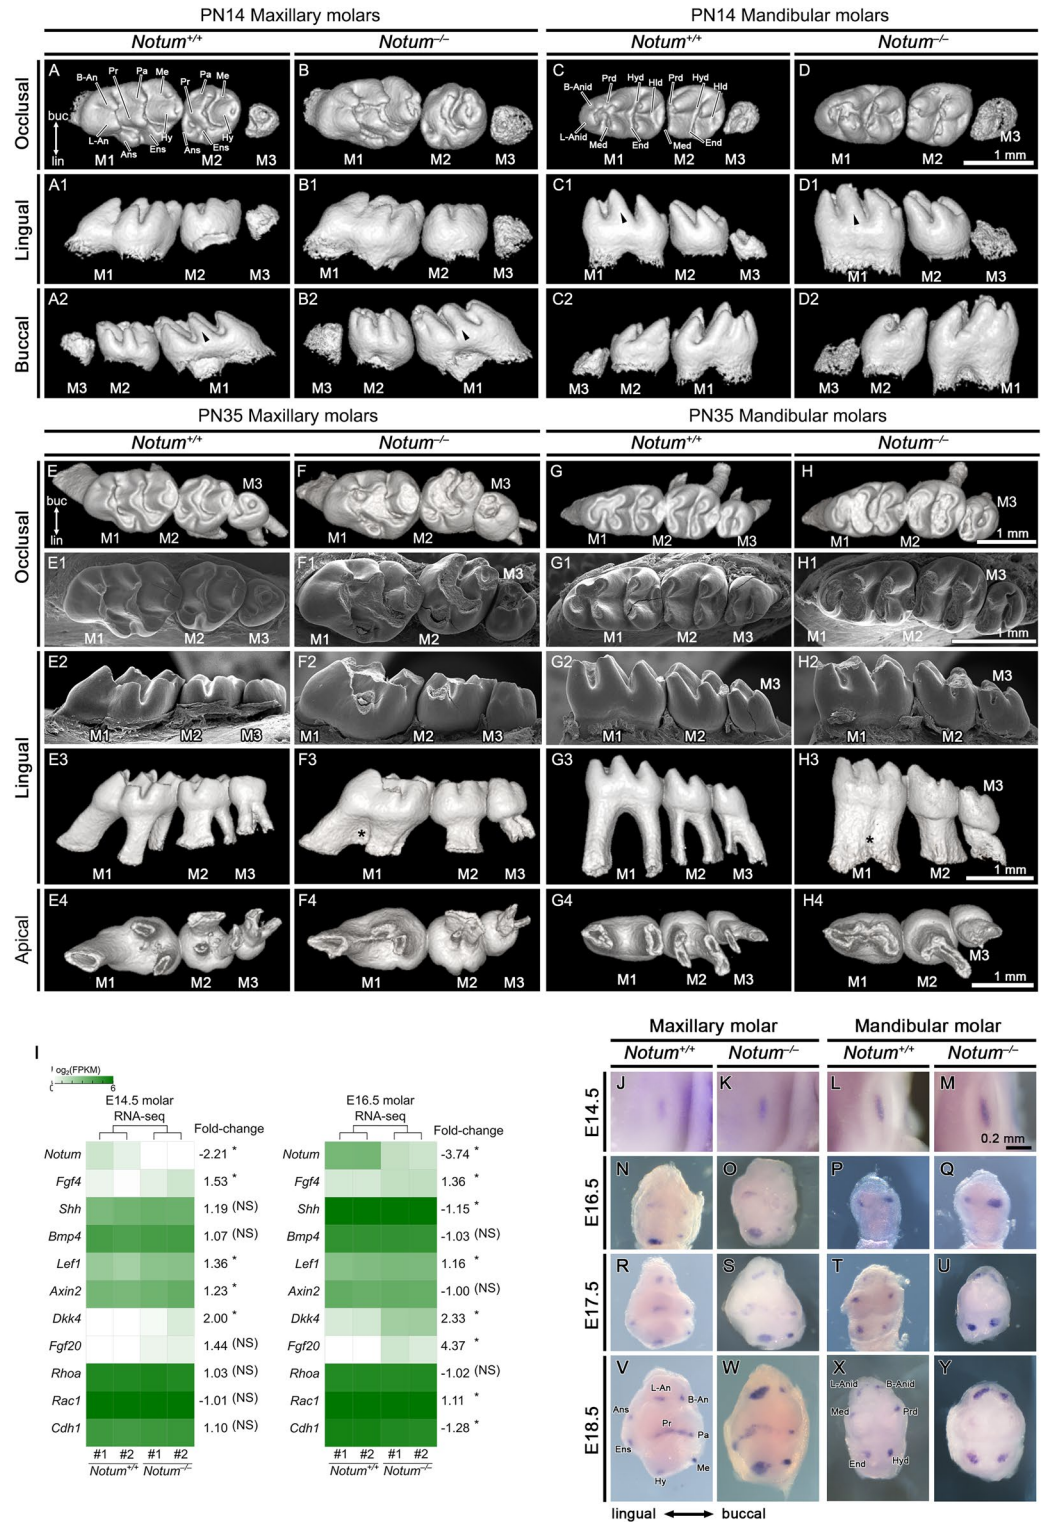 PN14 Maxillary molars
PN14 Mandibular molars
Notum+/+
Notum–/–
Notum+/+
Notum–/–
Occlusal
A
B-An
Pr
Pa
Me
Pr
Pa
Me
buc
lin
L-An
Ans
Ens
Hy
Ans
Ens
Hy
M1
M2
M3
B
M1
M2
M3
C
B-Anid
Prd
Hyd
Hld
Prd
Hyd
Hld
L-Anid
Med
End
Med
End
M1
M2
M3
D
M1
M2
M3
1 mm
Lingual
A1
M1
M2
M3
B1
M1
M2
M3
C1
M1
M2
M3
D1
M1
M2
M3
Buccal
A2
M3
M2
M1
B2
M3
M2
M1
C2
M3
M2
M1
D2
M3
M2
M1
PN35 Maxillary molars
PN35 Mandibular molars
Notum+/+
Notum–/–
Notum+/+
Notum–/–
Occlusal
E
buc
lin
M1
M2
M3
F
M1
M2
M3
G
M1
M2
M3
H
M1
M2
M3
1 mm
E1
M1
M2
M3
F1
M1
M2
M3
G1
M1
M2
M3
H1
M1
M2
M3
1 mm
Lingual
E2
M1
M2
M3
F2
M1
M2
M3
G2
M1
M2
M3
H2
M1
M2
M3
E3
M1
M2
M3
F3
*
M1
M2
M3
G3
M1
M2
M3
H3
*
M1
M2
M3
1 mm
Apical
E4
M1
M2
M3
F4
M1
M2
M3
G4
M1
M2
M3
H4
M1
M2
M3
1 mm
I
og2(FPKM)
6
E14.5 molar
RNA-seq
Fold-change
Notum -2.21 *
Fgf4 1.53 *
Shh 1.19 (NS)
Bmp4 1.07 (NS)
Lef1 1.36 *
Axin2 1.23 *
Dkk4 2.00 *
Fgf20 1.44 (NS)
Rhoa 1.03 (NS)
Rac1 -1.01 (NS)
Cdh1 1.10 (NS)
#1 #2 #1 #2
Notum+/+ Notum–/–
E16.5 molar
RNA-seq
Fold-change
Notum -3.74 *
Fgf4 1.36 *
Shh -1.15 *
Bmp4 -1.03 (NS)
Lef1 1.16 *
Axin2 -1.00 (NS)
Dkk4 2.33 *
Fgf20 4.37 *
Rhoa -1.02 (NS)
Rac1 1.11 *
Cdh1 -1.28 *
#1 #2 #1 #2
Notum+/+ Notum–/–
Maxillary molar
Mandibular molar
Notum+/+
Notum–/–
Notum+/+
Notum–/–
E14.5
J
K
L
M
0.2 mm
E16.5
N
O
P
Q
E17.5
R
S
T
U
E18.5
V
L-An
B-An
Ans
Pr
Pa
Ens
Me
Hy
W
X
L-Anid
B-Anid
Med
Prd
End
Hyd
Y
lingual
buccal